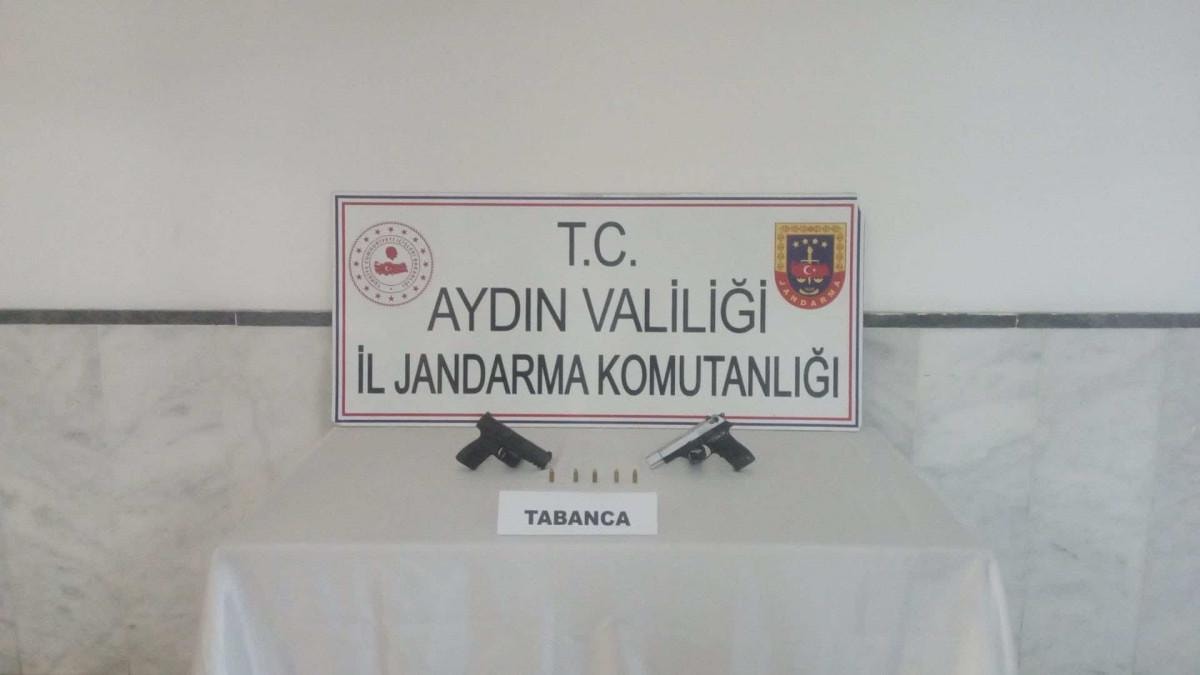 T.C.
AYDIN VALİLİĞİ
İL JANDARMA KOMUTANLIĞI
JANDARMA
TABANCA